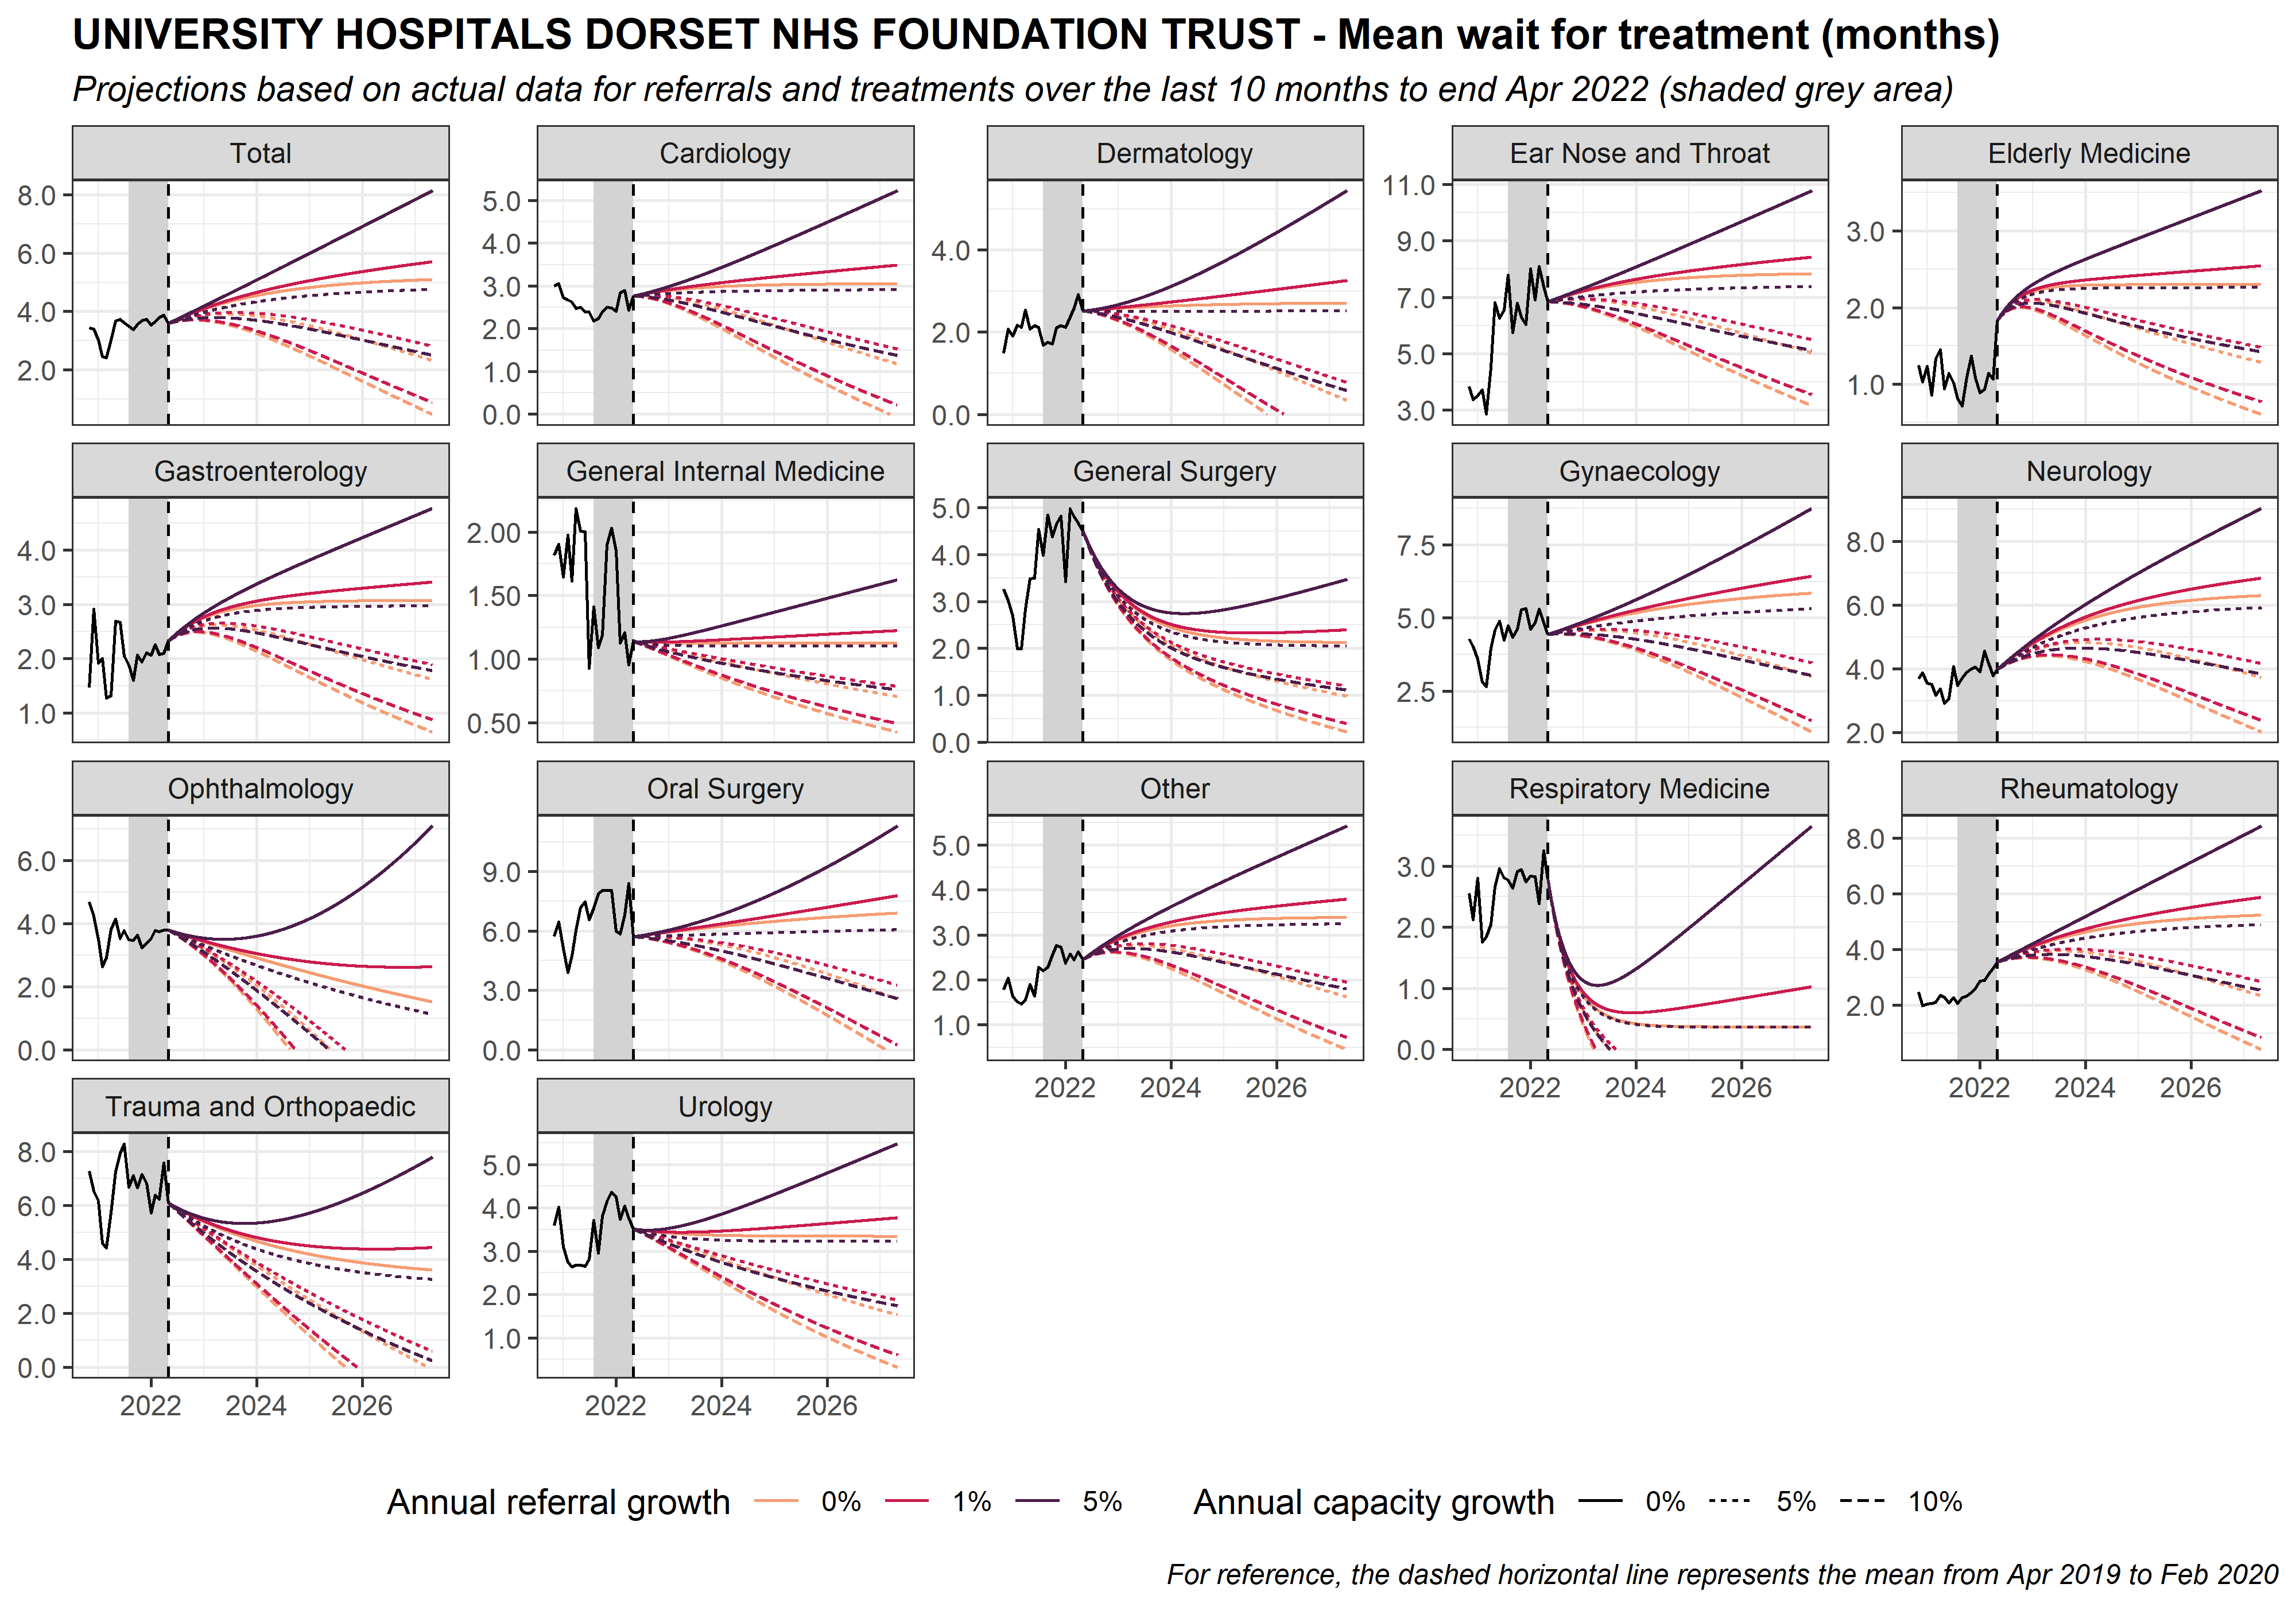 UNIVERSITY HOSPITALS DORSET NHS FOUNDATION TRUST - Mean wait for treatment (months)
Projections based on actual data for referrals and treatments over the last 10 months to end Apr 2022 (shaded grey area)
Total Cardiology Dermatology Ear Nose and Throat Elderly Medicine
8.0 6.0 4.0 2.0
5.0 4.0 3.0 2.0 1.0 0.0
4.0 2.0 0.0
11.0 9.0 7.0 5.0 3.0
3.0 2.0 1.0
Gastroenterology General Internal Medicine General Surgery Gynaecology Neurology
4.0 3.0 2.0 1.0
2.00 1.50 1.00 0.50
5.0 4.0 3.0 2.0 1.0 0.0
7.5 5.0 2.5
8.0 6.0 4.0 2.0
Ophthalmology Oral Surgery Other Respiratory Medicine Rheumatology
6.0 4.0 2.0 0.0
9.0 6.0 3.0 0.0
5.0 4.0 3.0 2.0 1.0
3.0 2.0 1.0 0.0
8.0 6.0 4.0 2.0
2022 2024 2026 2022 2024 2026 2022 2024 2026
Trauma and Orthopaedic Urology
8.0 6.0 4.0 2.0 0.0
5.0 4.0 3.0 2.0 1.0
2022 2024 2026 2022 2024 2026
Annual referral growth 0% 1% 5% Annual capacity growth 0% 5% 10%
For reference, the dashed horizontal line represents the mean from Apr 2019 to Feb 2020